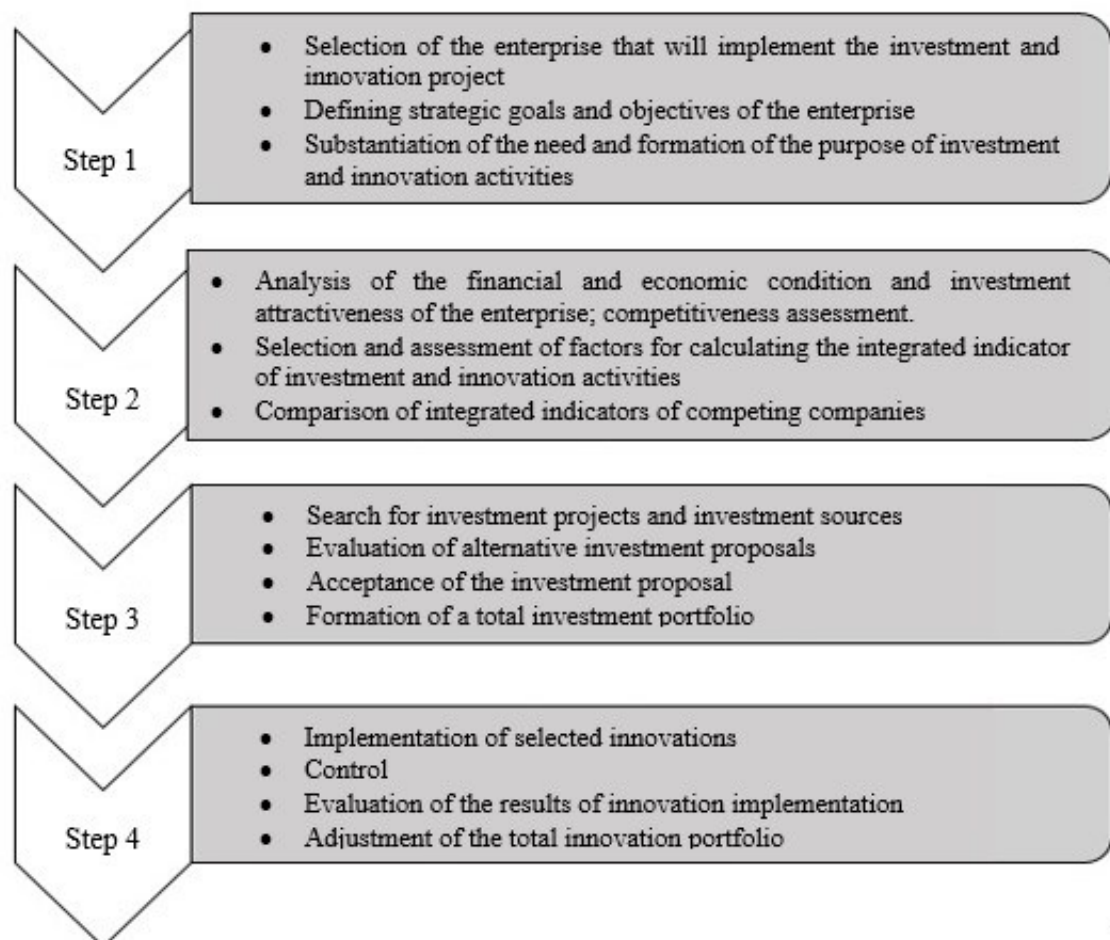 Step 1
• Selection of the enterprise that will implement the investment and
innovation project
• Defining strategic goals and objectives of the enterprise
• Substantiation of the need and formation of the purpose of investment
and innovation activities
Step 2
• Analysis of the financial and economic condition and investment
attractiveness of the enterprise; competitiveness assessment.
• Selection and assessment of factors for calculating the integrated indicator
of investment and innovation activities
• Comparison of integrated indicators of competing companies
Step 3
• Search for investment projects and investment sources
• Evaluation of alternative investment proposals
• Acceptance of the investment proposal
• Formation of a total investment portfolio
Step 4
• Implementation of selected innovations
• Control
• Evaluation of the results of innovation implementation
• Adjustment of the total innovation portfolio